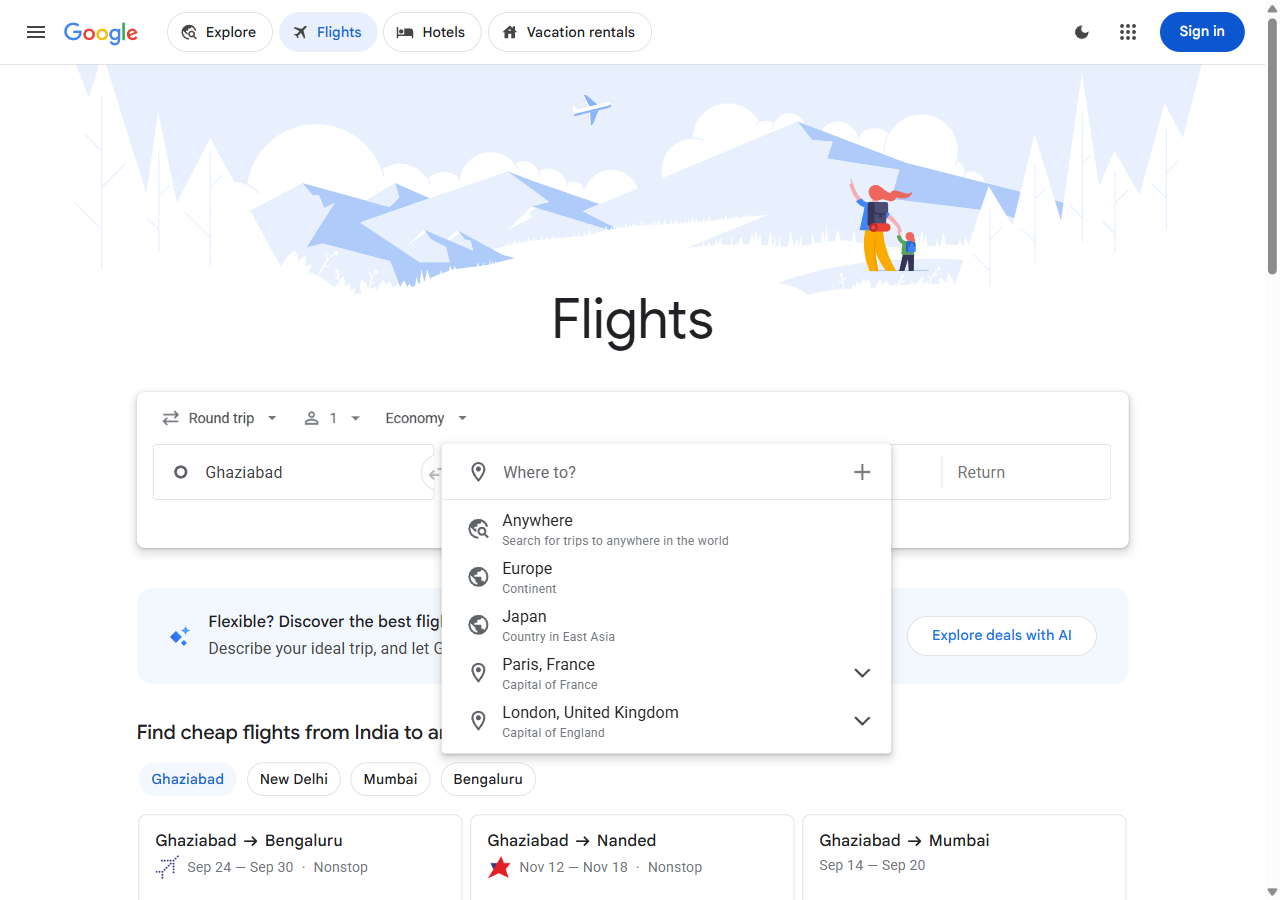 Google
Explore
Flights
Hotels
Vacation rentals
Sign in
Flights
Round trip
1
Economy
Ghaziabad
Where to?
Return
Anywhere
Search for trips to anywhere in the world
Europe
Continent
Japan
Country in East Asia
Paris, France
Capital of France
London, United Kingdom
Capital of England
Flexible? Discover the best
Describe your ideal trip, and let
Explore deals with AI
Find cheap flights from India to
Ghaziabad
New Delhi
Mumbai
Bengaluru
Ghaziabad → Bengaluru
Sep 24 — Sep 30 · Nonstop
Ghaziabad → Nanded
Nov 12 — Nov 18 · Nonstop
Ghaziabad → Mumbai
Sep 14 — Sep 20